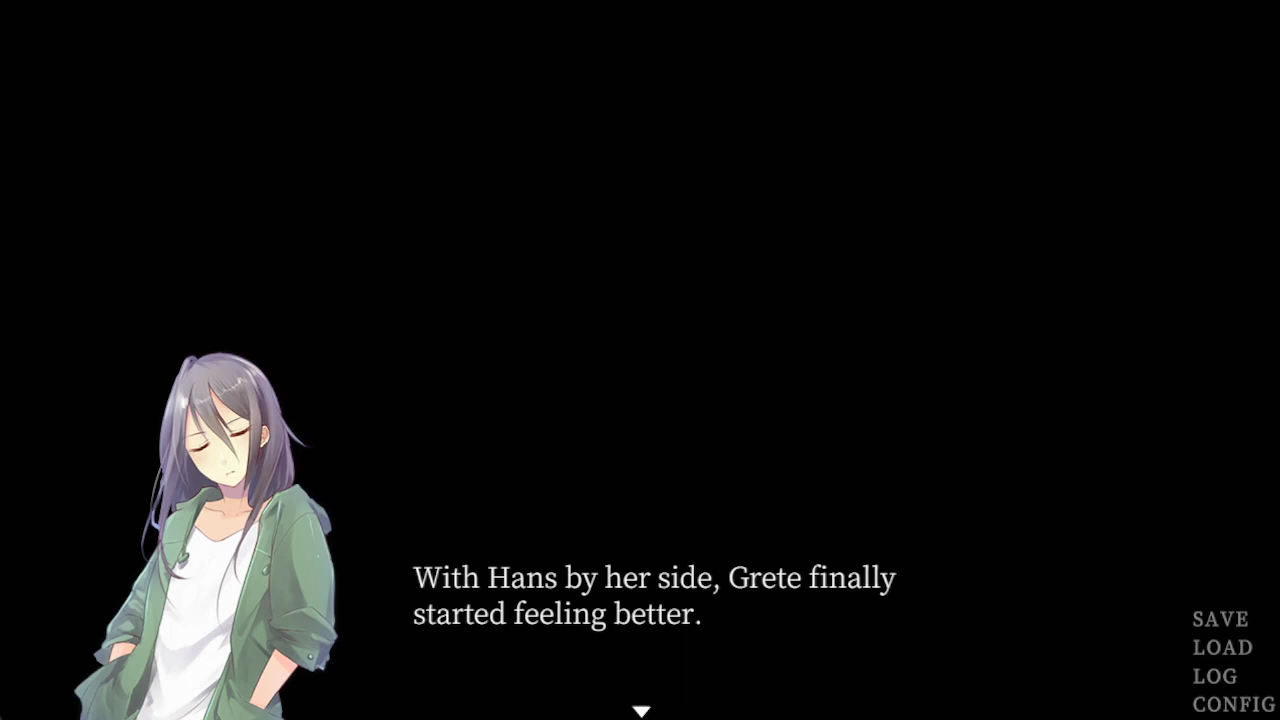 With Hans by her side, Grete finally
started feeling better.
SAVE
LOAD
LOG
CONFIG